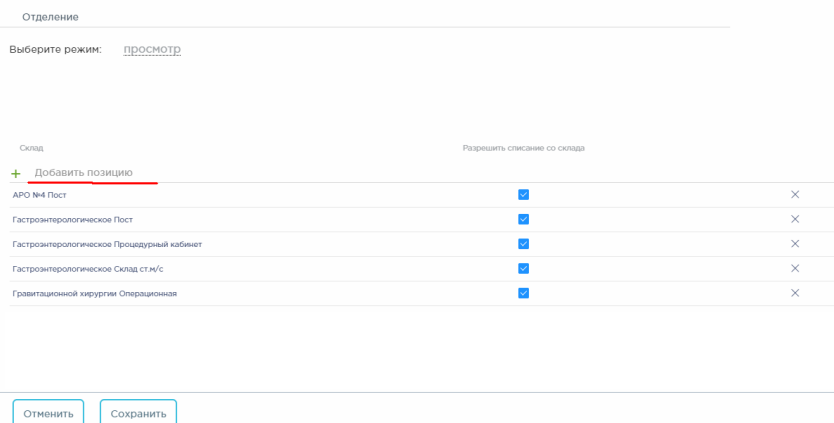 Отделение
Выберите режим: просмотр
Склад Разрешить списание со склада
+ Добавить позицию
АРО №4 Пост
Гастроэнтерологическое Пост
Гастроэнтерологическое Процедурный кабинет
Гастроэнтерологическое Склад ст.м/с
Гравитационной хирургии Операционная
Отменить Сохранить